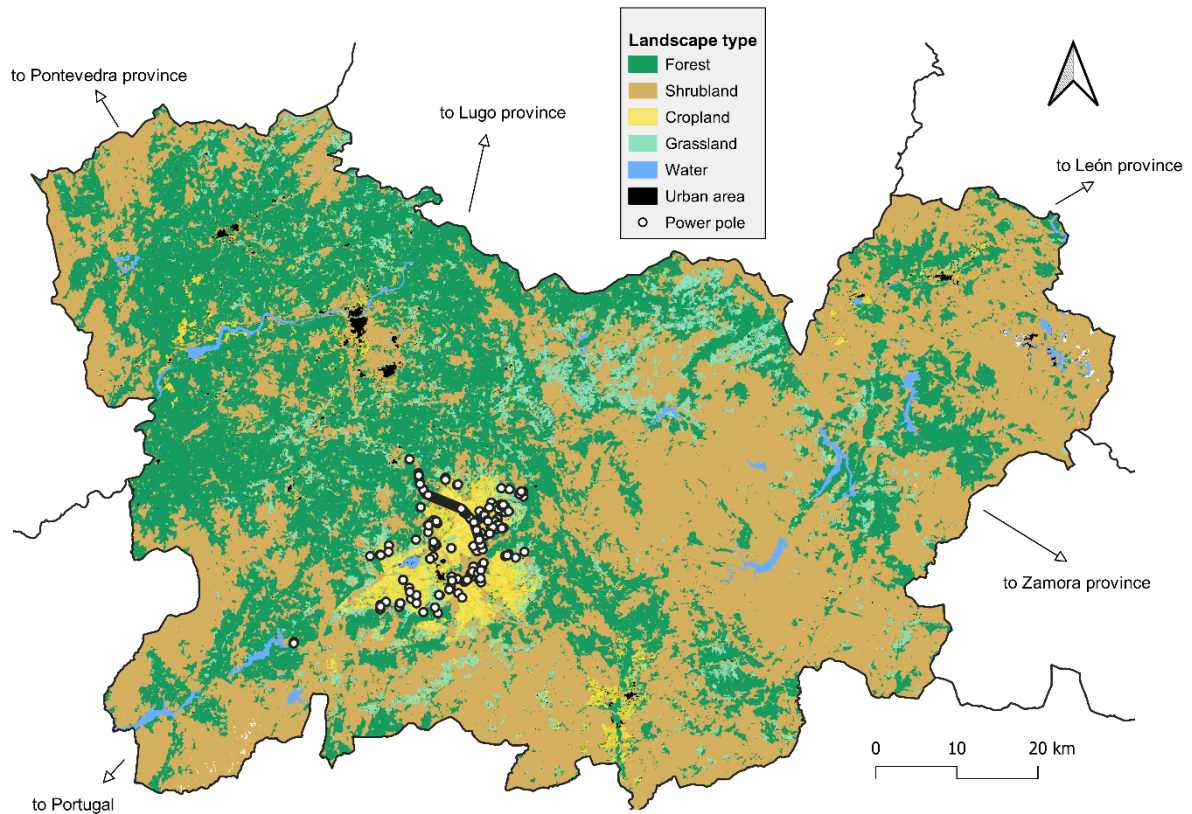 Landscape type
Forest
Shrubland
Cropland
Grassland
Water
Urban area
Power pole
to Pontevedra province
to Lugo province
to León province
to Zamora province
0 10 20 km
to Portugal